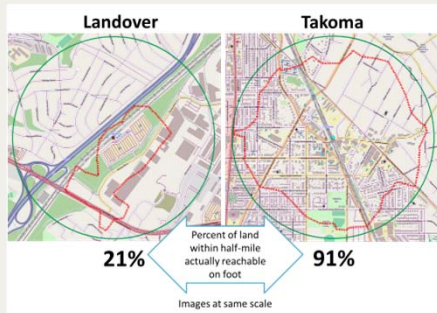 Landover
Takoma
21%
Percent of land
within half-mile
actually reachable
on foot
91%
Images at same scale